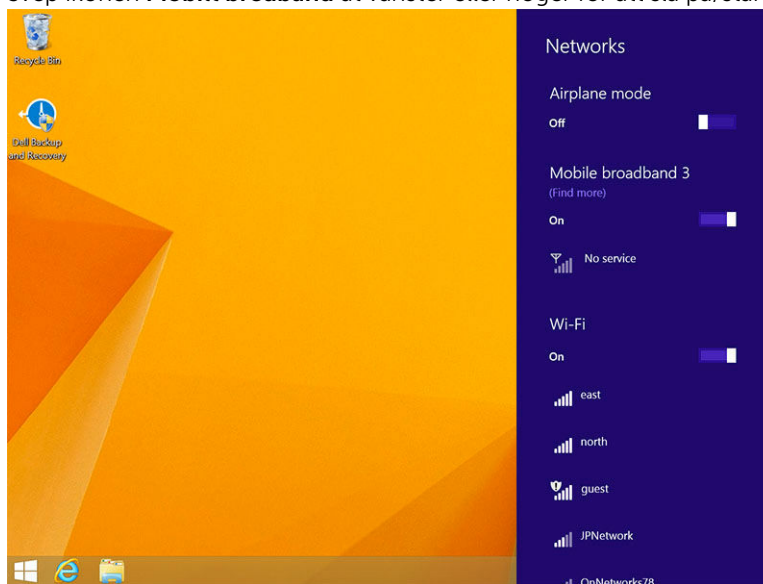 Recycle Bin
Dell Backup
and Recovery
Networks
Airplane mode
Off
Mobile broadband 3
(Find more)
On
No service
Wi-Fi
On
east
north
guest
JPNetwork
OnNetworks78